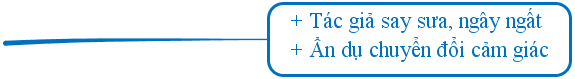 + Tác giả say sưa, ngây ngất
+ Ẩn dụ chuyển đổi cảm giác